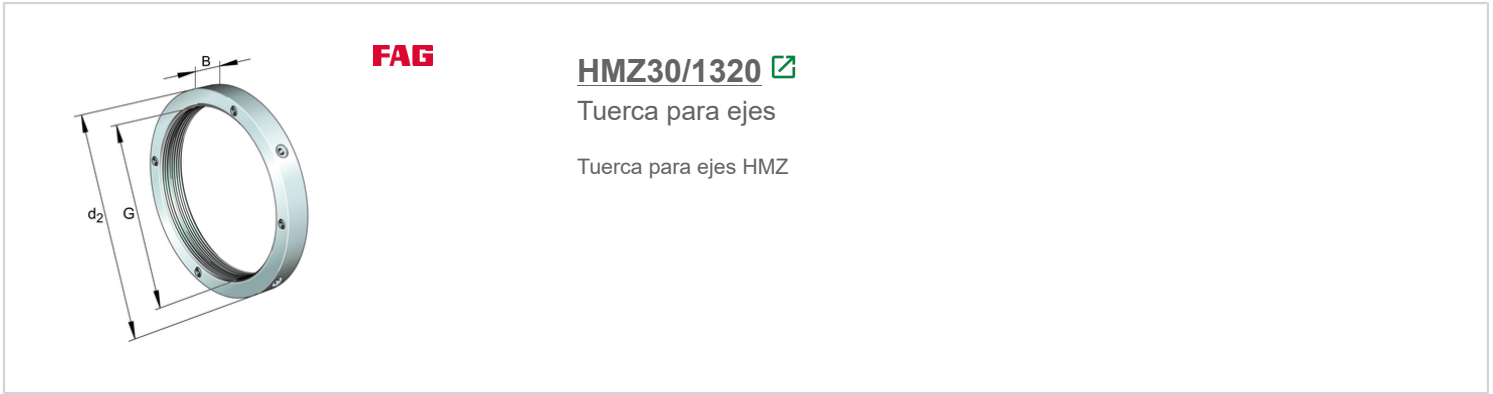 B
d2
G
FAG
HMZ30/1320
Tuerca para ejes
Tuerca para ejes HMZ